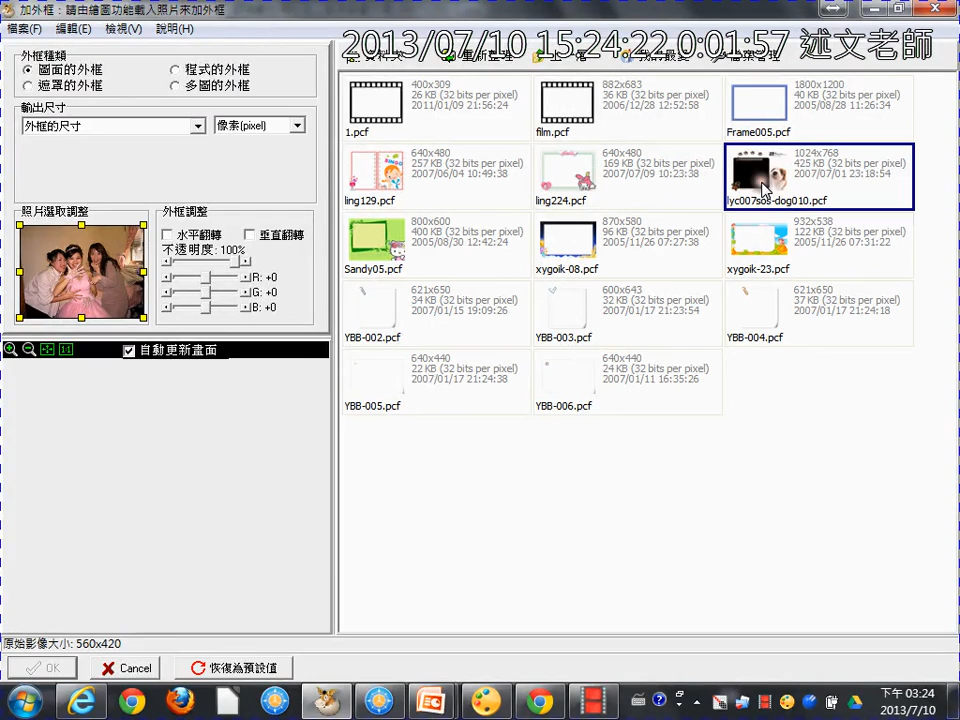 加外框：請由繪圖功能載入照片來加外框
檔案(F) 編輯(E) 檢視(V) 說明(H)
2013/07/10 15:24:22 0:01:57 述文老師
外框種類
圖面的外框 程式的外框
遮罩的外框 多圖的外框
輸出尺寸
外框的尺寸 像素(pixel)
照片選取調整
外框調整
水平翻轉 垂直翻轉
不透明度: 100%
R: +0
G: +0
B: +0
自動更新畫面
400x309
26 KB (32 bits per pixel)
2011/01/09 21:56:24
1.pcf
882x683
36 KB (32 bits per pixel)
2006/12/28 12:52:58
film.pcf
1800x1200
40 KB (32 bits per pixel)
2005/08/28 11:26:34
Frame005.pcf
640x480
257 KB (32 bits per pixel)
2007/06/04 10:49:38
ling129.pcf
640x480
169 KB (32 bits per pixel)
2007/07/09 10:23:38
ling224.pcf
1024x768
425 KB (32 bits per pixel)
2007/07/01 23:18:54
lyc007sos-dog010.pcf
800x600
400 KB (32 bits per pixel)
2005/08/30 12:42:24
Sandy05.pcf
870x580
96 KB (32 bits per pixel)
2005/11/26 07:27:38
xygoik-08.pcf
932x538
122 KB (32 bits per pixel)
2005/11/26 07:31:22
xygoik-23.pcf
621x650
34 KB (32 bits per pixel)
2007/01/15 19:09:26
YBB-002.pcf
600x643
32 KB (32 bits per pixel)
2007/01/17 21:23:54
YBB-003.pcf
621x650
37 KB (32 bits per pixel)
2007/01/17 21:24:18
YBB-004.pcf
640x440
22 KB (32 bits per pixel)
2007/01/17 21:24:38
YBB-005.pcf
640x440
24 KB (32 bits per pixel)
2007/01/11 16:35:26
YBB-006.pcf
原始影像大小: 560x420
OK Cancel 恢復為預設值
下午 03:24
2013/7/10